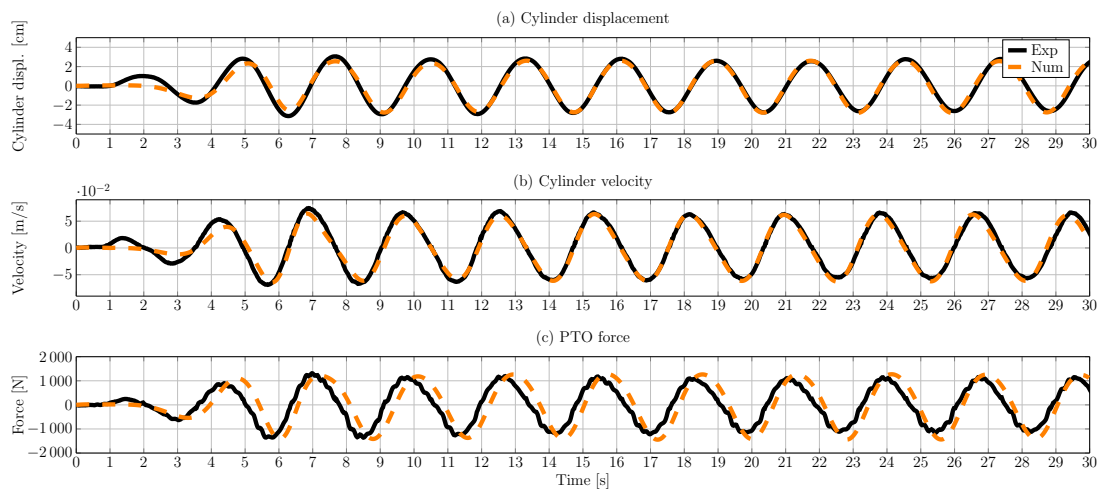 (a) Cylinder displacement
Cylinder displ. [cm]
4
2
0
−2
−4
Exp
Num
0 1 2 3 4 5 6 7 8 9 10 11 12 13 14 15 16 17 18 19 20 21 22 23 24 25 26 27 28 29 30
(b) Cylinder velocity
·10−2
Velocity [m/s]
5
0
−5
0 1 2 3 4 5 6 7 8 9 10 11 12 13 14 15 16 17 18 19 20 21 22 23 24 25 26 27 28 29 30
(c) PTO force
Force [N]
2 000
1 000
0
−1 000
−2 000
0 1 2 3 4 5 6 7 8 9 10 11 12 13 14 15 16 17 18 19 20 21 22 23 24 25 26 27 28 29 30
Time [s]